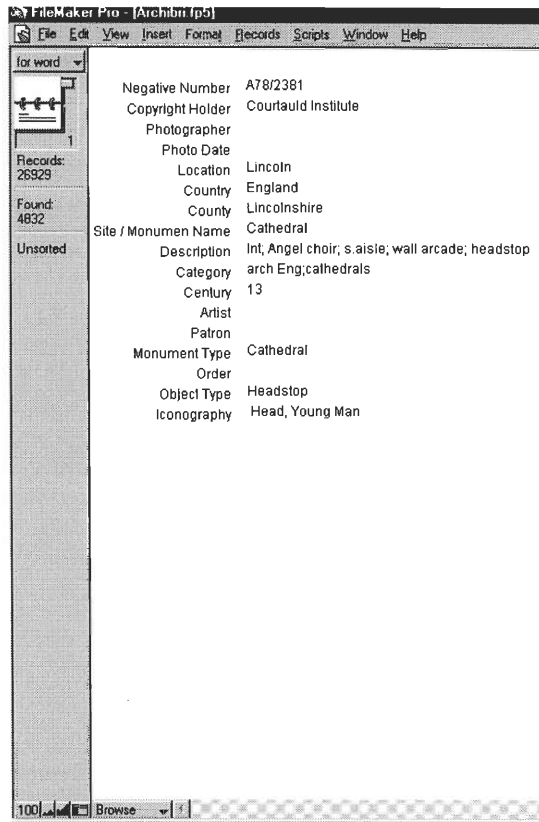 FileMaker Pro - [Archibri.fp5]
File Edit View Insert Format Records Scripts Window Help
for word
1
Records:
26929
Found:
4832
Unsorted
Negative Number A78/2381
Copyright Holder Courtauld Institute
Photographer
Photo Date
Location Lincoln
Country England
County Lincolnshire
Site / Monumen Name Cathedral
Description Int; Angel choir; s.aisle; wall arcade; headstop
Category arch Eng;cathedrals
Century 13
Artist
Patron
Monument Type Cathedral
Order
Object Type Headstop
Iconography Head, Young Man
100 Browse